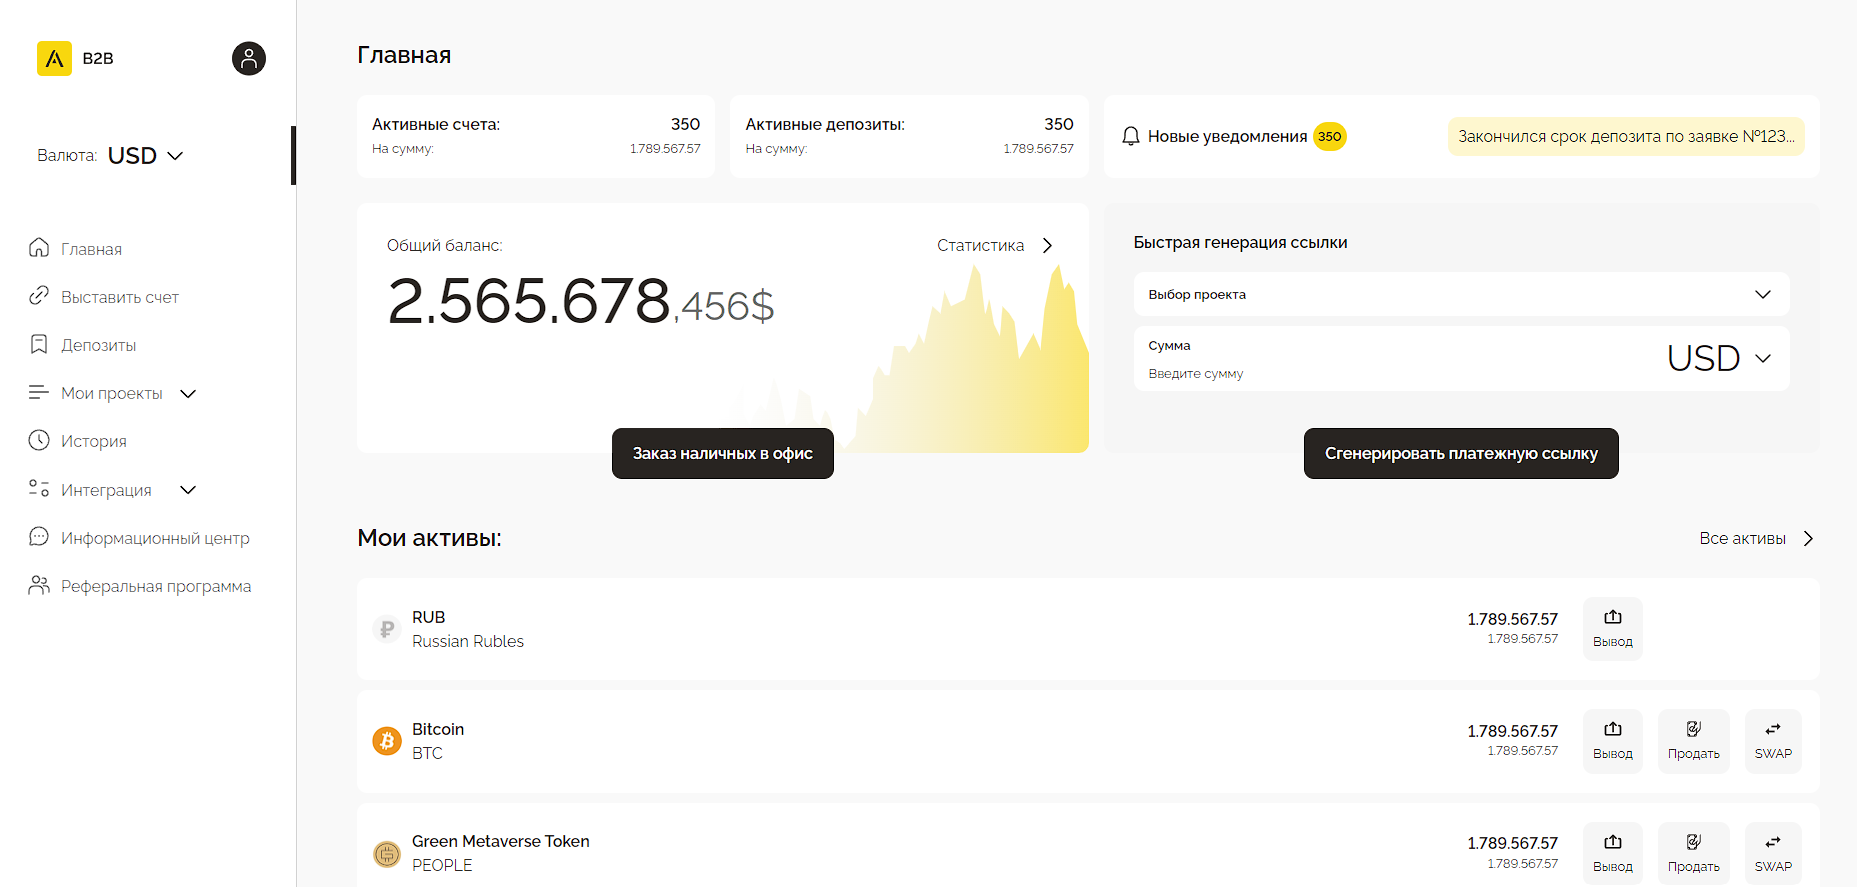 B2B
Валюта: USD
Главная
Выставить счет
Депозиты
Мои проекты
История
Интеграция
Информационный центр
Реферальная программа
Главная
Активные счета: 350
На сумму: 1.789.567.57
Активные депозиты: 350
На сумму: 1.789.567.57
Новые уведомления 350
Закончился срок депозита по заявке №123...
Общий баланс:
Статистика
2.565.678,456$
Заказ наличных в офис
Быстрая генерация ссылки
Выбор проекта
Сумма
Введите сумму
USD
Сгенерировать платежную ссылку
Мои активы:
Все активы
RUB
Russian Rubles
1.789.567.57
1.789.567.57
Вывод
Bitcoin
BTC
1.789.567.57
1.789.567.57
Вывод
Продать
SWAP
Green Metaverse Token
PEOPLE
1.789.567.57
1.789.567.57
Вывод
Продать
SWAP